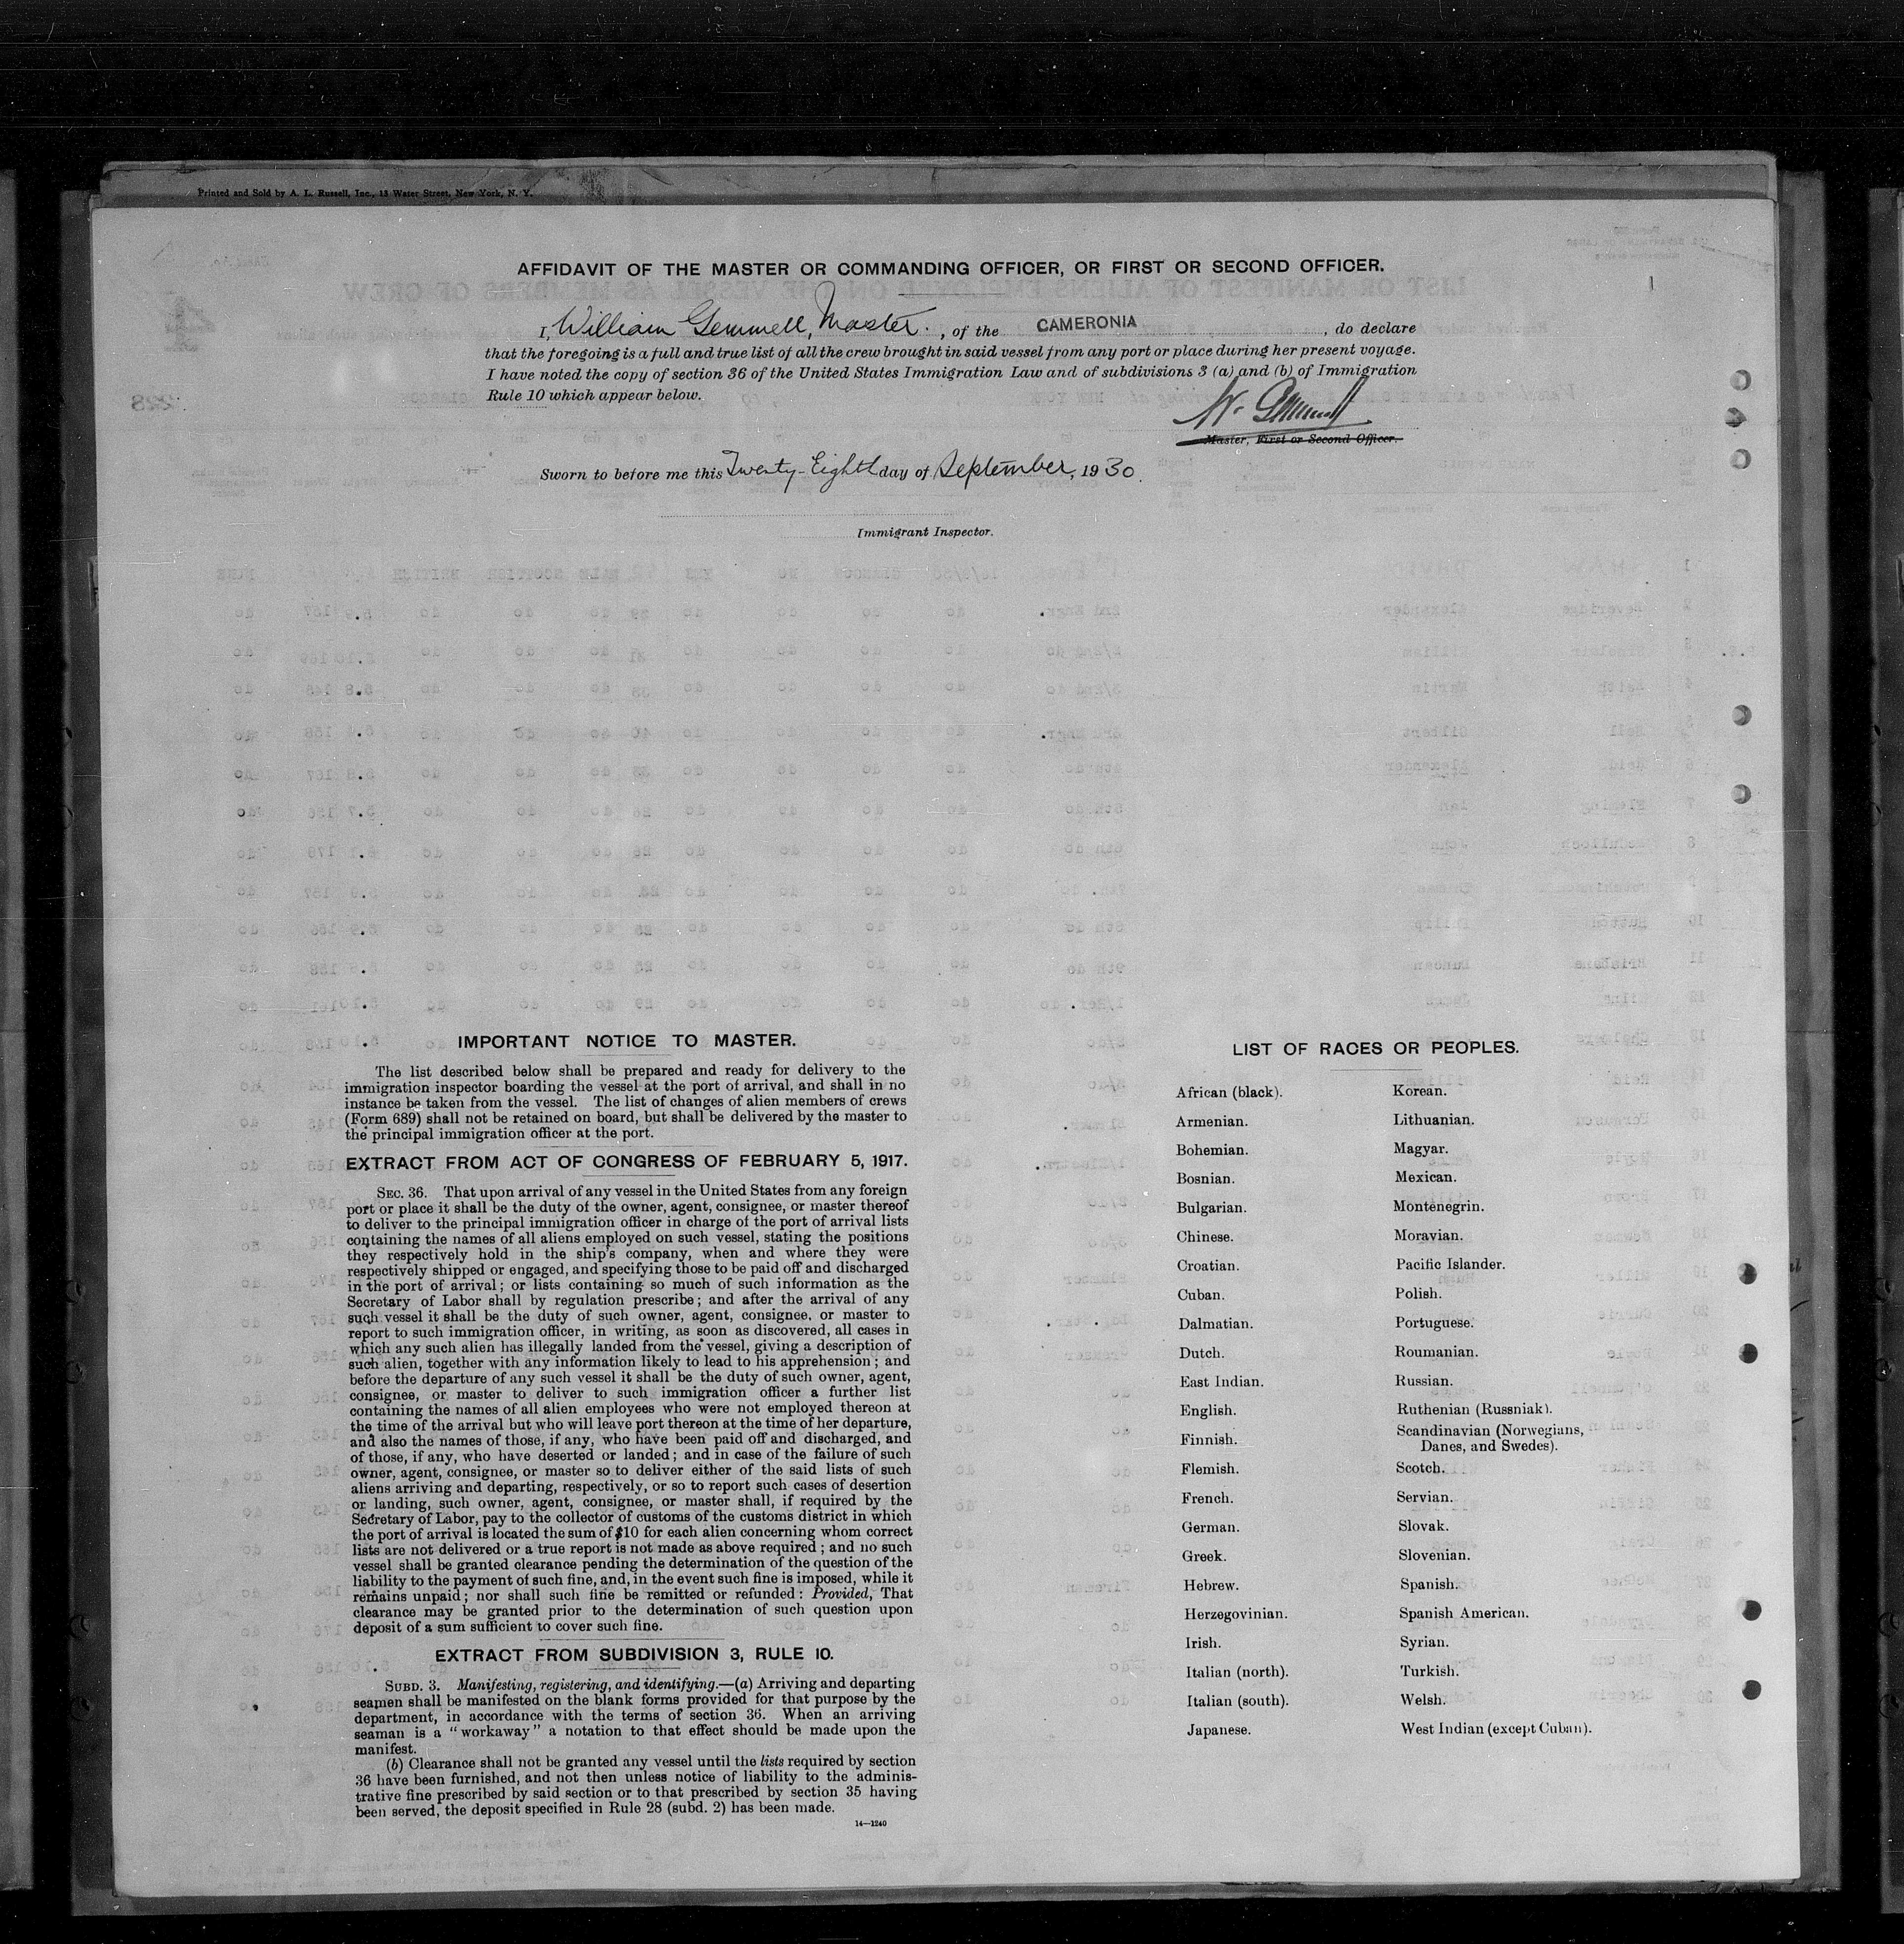 Printed and Sold by A. L. Russell, Inc., 13 Water Street, New York, N. Y.
AFFIDAVIT OF THE MASTER OR COMMANDING OFFICER, OR FIRST OR SECOND OFFICER.
I, William Gemmell, Master. , of the CAMERONIA , do declare
that the foregoing is a full and true list of all the crew brought in said vessel from any port or place during her present voyage.
I have noted the copy of section 36 of the United States Immigration Law and of subdivisions 3 (a) and (b) of Immigration
Rule 10 which appear below.
W. Gemmell
Master, First or Second Officer.
Sworn to before me this Twenty-Eighth day of September, 1930.
Immigrant Inspector.
IMPORTANT NOTICE TO MASTER.
The list described below shall be prepared and ready for delivery to the
immigration inspector boarding the vessel at the port of arrival, and shall in no
instance be taken from the vessel. The list of changes of alien members of crews
(Form 689) shall not be retained on board, but shall be delivered by the master to
the principal immigration officer at the port.
EXTRACT FROM ACT OF CONGRESS OF FEBRUARY 5, 1917.
SEC. 36. That upon arrival of any vessel in the United States from any foreign
port or place it shall be the duty of the owner, agent, consignee, or master thereof
to deliver to the principal immigration officer in charge of the port of arrival lists
containing the names of all aliens employed on such vessel, stating the positions
they respectively hold in the ship's company, when and where they were
respectively shipped or engaged, and specifying those to be paid off and discharged
in the port of arrival; or lists containing so much of such information as the
Secretary of Labor shall by regulation prescribe; and after the arrival of any
such vessel it shall be the duty of such owner, agent, consignee, or master to
report to such immigration officer, in writing, as soon as discovered, all cases in
which any such alien has illegally landed from the vessel, giving a description of
such alien, together with any information likely to lead to his apprehension; and
before the departure of any such vessel it shall be the duty of such owner, agent,
consignee, or master to deliver to such immigration officer a further list
containing the names of all alien employees who were not employed thereon at
the time of the arrival but who will leave port thereon at the time of her departure,
and also the names of those, if any, who have been paid off and discharged, and
of those, if any, who have deserted or landed; and in case of the failure of such
owner, agent, consignee, or master so to deliver either of the said lists of such
aliens arriving and departing, respectively, or so to report such cases of desertion
or landing, such owner, agent, consignee, or master shall, if required by the
Secretary of Labor, pay to the collector of customs of the customs district in which
the port of arrival is located the sum of $10 for each alien concerning whom correct
lists are not delivered or a true report is not made as above required; and no such
vessel shall be granted clearance pending the determination of the question of the
liability to the payment of such fine, and, in the event such fine is imposed, while it
remains unpaid; nor shall such fine be remitted or refunded: Provided, That
clearance may be granted prior to the determination of such question upon
deposit of a sum sufficient to cover such fine.
EXTRACT FROM SUBDIVISION 3, RULE 10.
SUBD. 3. Manifesting, registering, and identifying.—(a) Arriving and departing
seamen shall be manifested on the blank forms provided for that purpose by the
department, in accordance with the terms of section 36. When an arriving
seaman is a "workaway" a notation to that effect should be made upon the
manifest.
(b) Clearance shall not be granted any vessel until the lists required by section
36 have been furnished, and not then unless notice of liability to the adminis-
trative fine prescribed by said section or to that prescribed by section 35 having
been served, the deposit specified in Rule 28 (subd. 2) has been made.
14—1240
LIST OF RACES OR PEOPLES.
African (black).
Armenian.
Bohemian.
Bosnian.
Bulgarian.
Chinese.
Croatian.
Cuban.
Dalmatian.
Dutch.
East Indian.
English.
Finnish.
Flemish.
French.
German.
Greek.
Hebrew.
Herzegovinian.
Irish.
Italian (north).
Italian (south).
Japanese.
Korean.
Lithuanian.
Magyar.
Mexican.
Montenegrin.
Moravian.
Pacific Islander.
Polish.
Portuguese.
Roumanian.
Russian.
Ruthenian (Russniak).
Scandinavian (Norwegians,
Danes, and Swedes).
Scotch.
Servian.
Slovak.
Slovenian.
Spanish.
Spanish American.
Syrian.
Turkish.
Welsh.
West Indian (except Cuban).